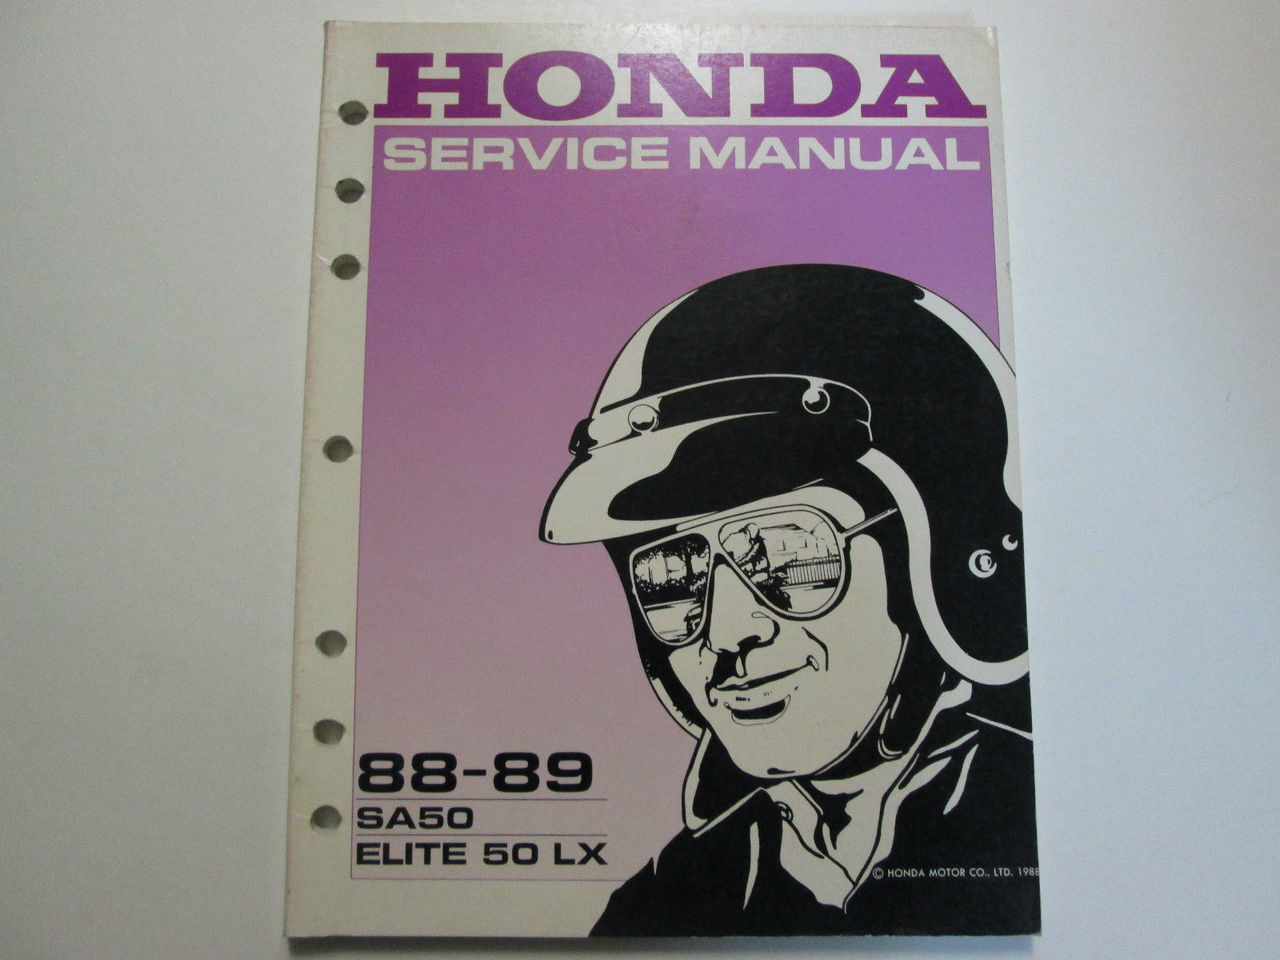 HONDA
SERVICE MANUAL
88-89
SA50
ELITE 50 LX
© HONDA MOTOR CO., LTD. 1988